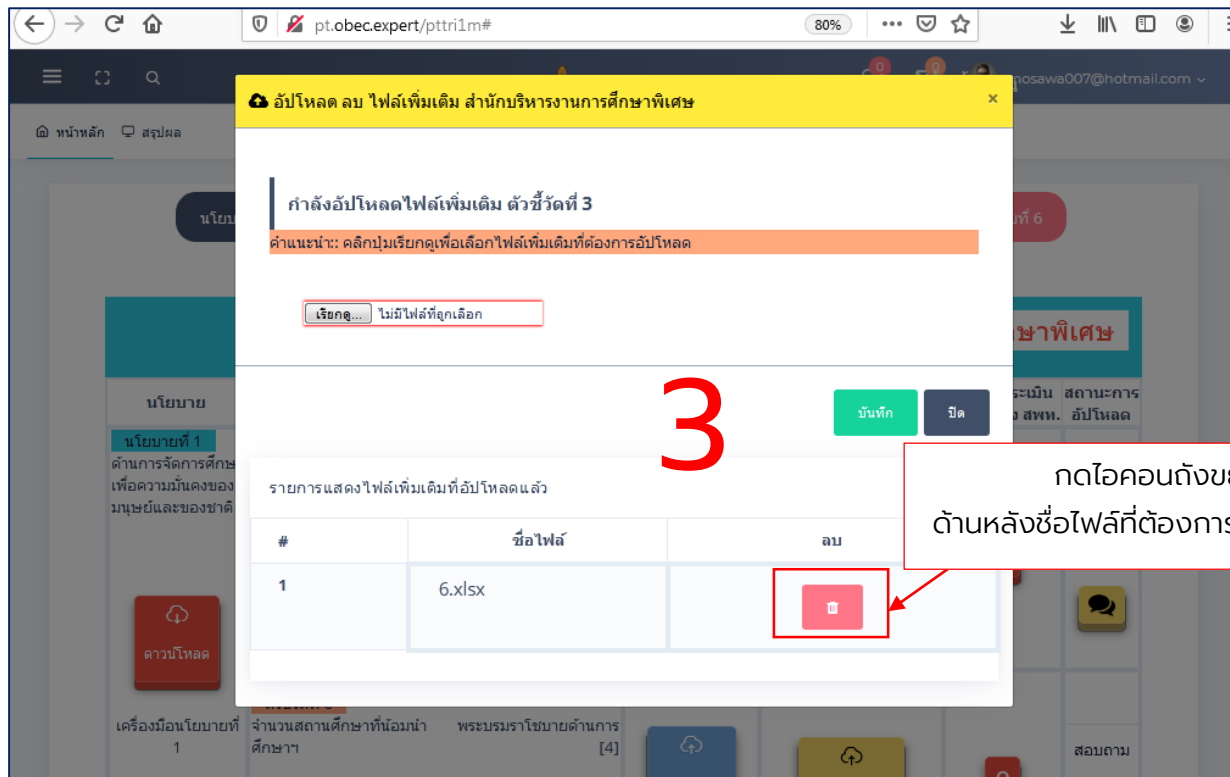 pt.obec.expert/pttri1m#
80%
9
9
nosawa007@hotmail.com
อัปโหลด ลบ ไฟล์เพิ่มเติม สำนักบริหารงานการศึกษาพิเศษ
×
หน้าหลัก
สรุปผล
กำลังอัปโหลดไฟล์เพิ่มเติม ตัวชี้วัดที่ 3
คำแนะนำ:: คลิกปุ่มเรียกดูเพื่อเลือกไฟล์เพิ่มเติมที่ต้องการอัปโหลด
ที่ 6
เรียกดู...
ไม่มีไฟล์ที่ถูกเลือก
3
บันทึก
ปิด
นโยบาย
สพท.
สถานะการ
อัปโหลด
นโยบายที่ 1
ด้านการจัดการศึกษ
เพื่อความมั่นคงของ
มนุษย์และของชาติ
รายการแสดงไฟล์เพิ่มเติมที่อัปโหลดแล้ว
กดไอคอนถังขย
ด้านหลังชื่อไฟล์ที่ต้องการ
#
ชื่อไฟล์
ลบ
1
6.xlsx
ดาวน์โหลด
เครื่องมือนโยบายที่
1
จำนวนสถานศึกษาที่น้อมนำ พระบรมราโชบายด้านการ
ศึกษาฯ [4]
สอบถาม